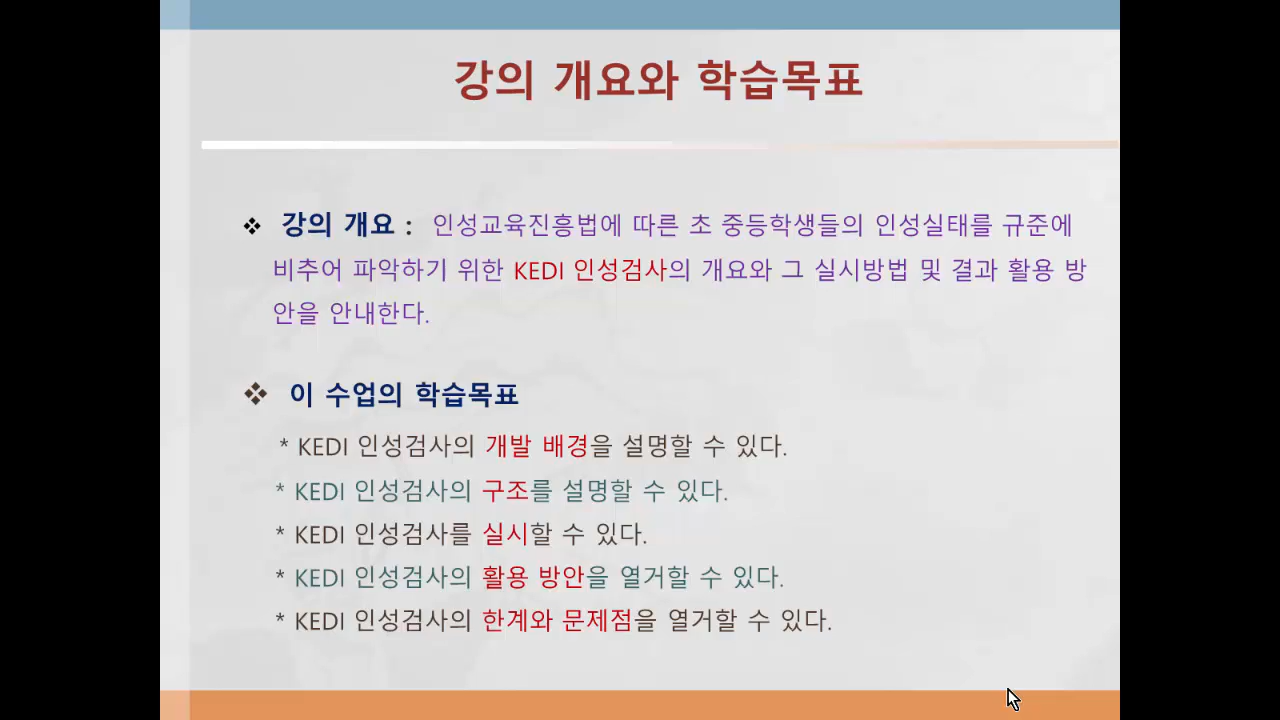 강의 개요와 학습목표
❖ 강의 개요 : 인성교육진흥법에 따른 초 중등학생들의 인성실태를 규준에
비추어 파악하기 위한 KEDI 인성검사의 개요와 그 실시방법 및 결과 활용 방
안을 안내한다.
❖ 이 수업의 학습목표
* KEDI 인성검사의 개발 배경을 설명할 수 있다.
* KEDI 인성검사의 구조를 설명할 수 있다.
* KEDI 인성검사를 실시할 수 있다.
* KEDI 인성검사의 활용 방안을 열거할 수 있다.
* KEDI 인성검사의 한계와 문제점을 열거할 수 있다.